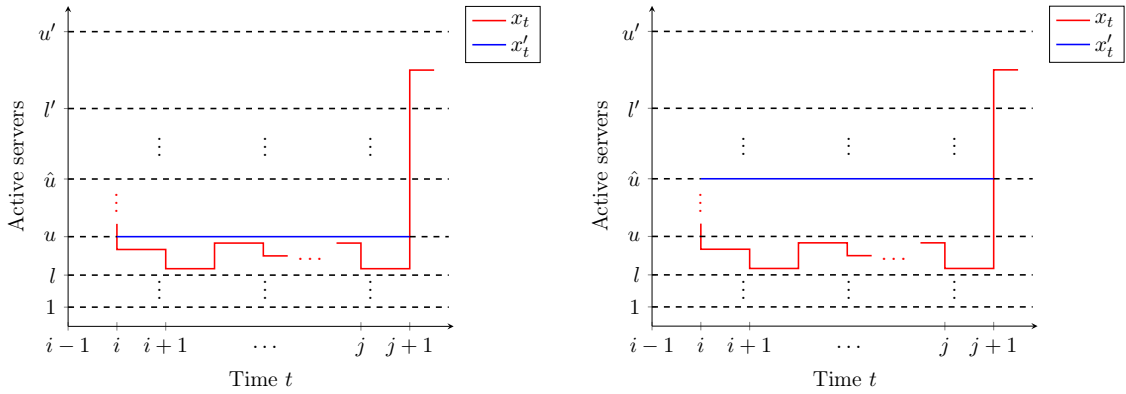 x_t
x'_t
u'
l'
û
u
l
1
Active servers
i − 1 i i + 1 ⋯ j j + 1
Time t
x_t
x'_t
u'
l'
û
u
l
1
Active servers
i − 1 i i + 1 ⋯ j j + 1
Time t